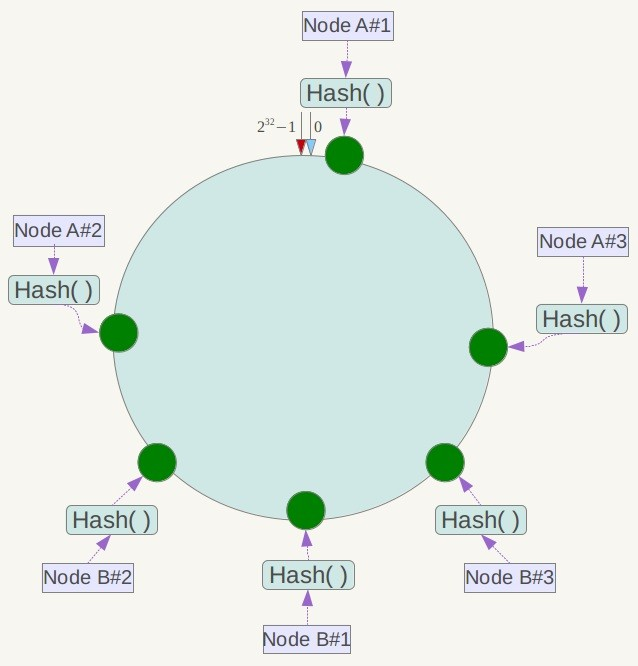 Node A#1
Hash( )
2³²−1
0
Node A#2
Hash( )
Node A#3
Hash( )
Hash( )
Node B#2
Hash( )
Node B#1
Hash( )
Node B#3